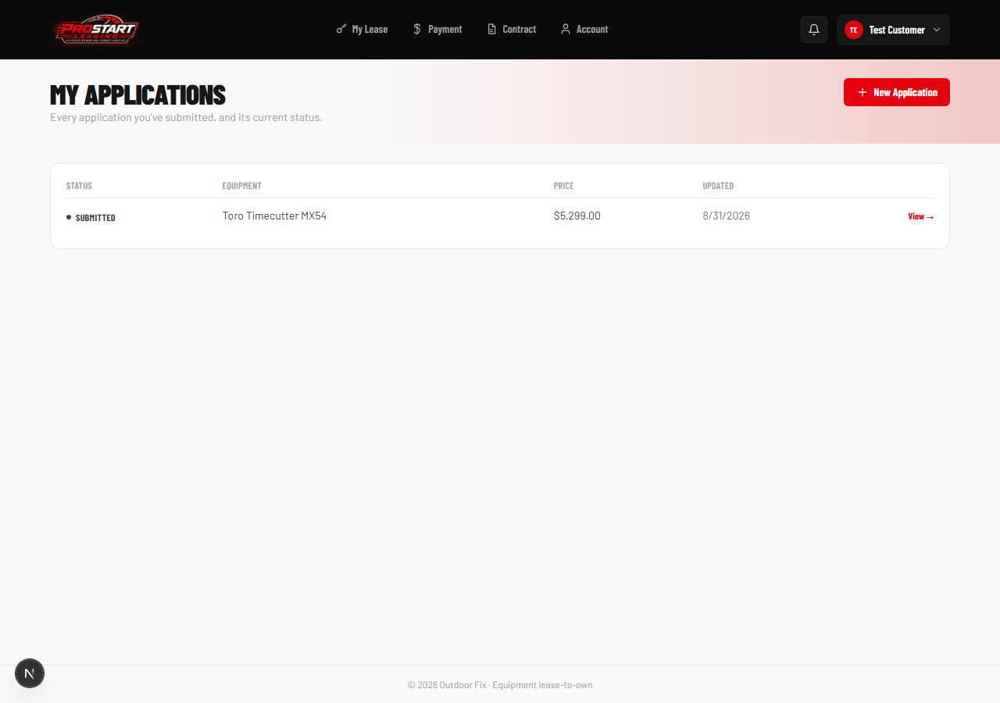 PROSTART
LEASING
My Lease
Payment
Contract
Account
TE
Test Customer
MY APPLICATIONS
Every application you've submitted, and its current status.
New Application
STATUS
EQUIPMENT
PRICE
UPDATED
SUBMITTED
Toro Timecutter MX54
$5,299.00
8/31/2026
View →
N
© 2026 Outdoor Fix · Equipment lease-to-own